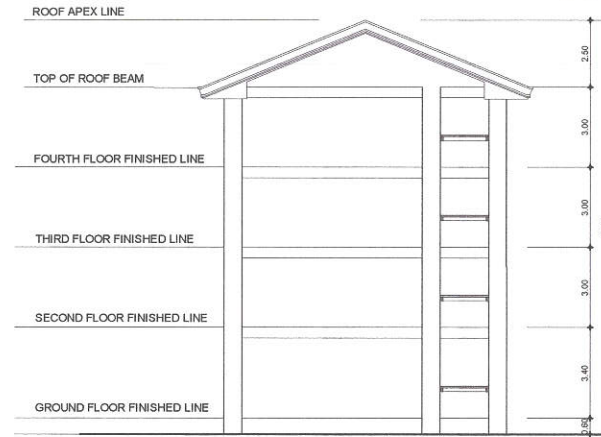 ROOF APEX LINE
2.50
TOP OF ROOF BEAM
3.00
FOURTH FLOOR FINISHED LINE
3.00
THIRD FLOOR FINISHED LINE
3.00
SECOND FLOOR FINISHED LINE
3.40
GROUND FLOOR FINISHED LINE
0.60